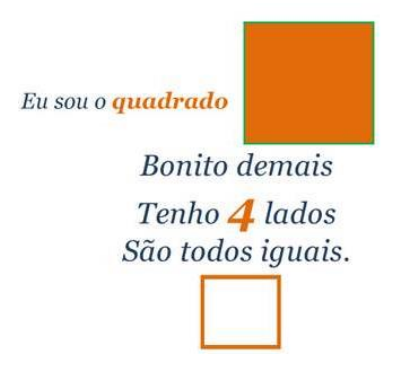 Eu sou o quadrado
Bonito demais
Tenho 4 lados
São todos iguais.